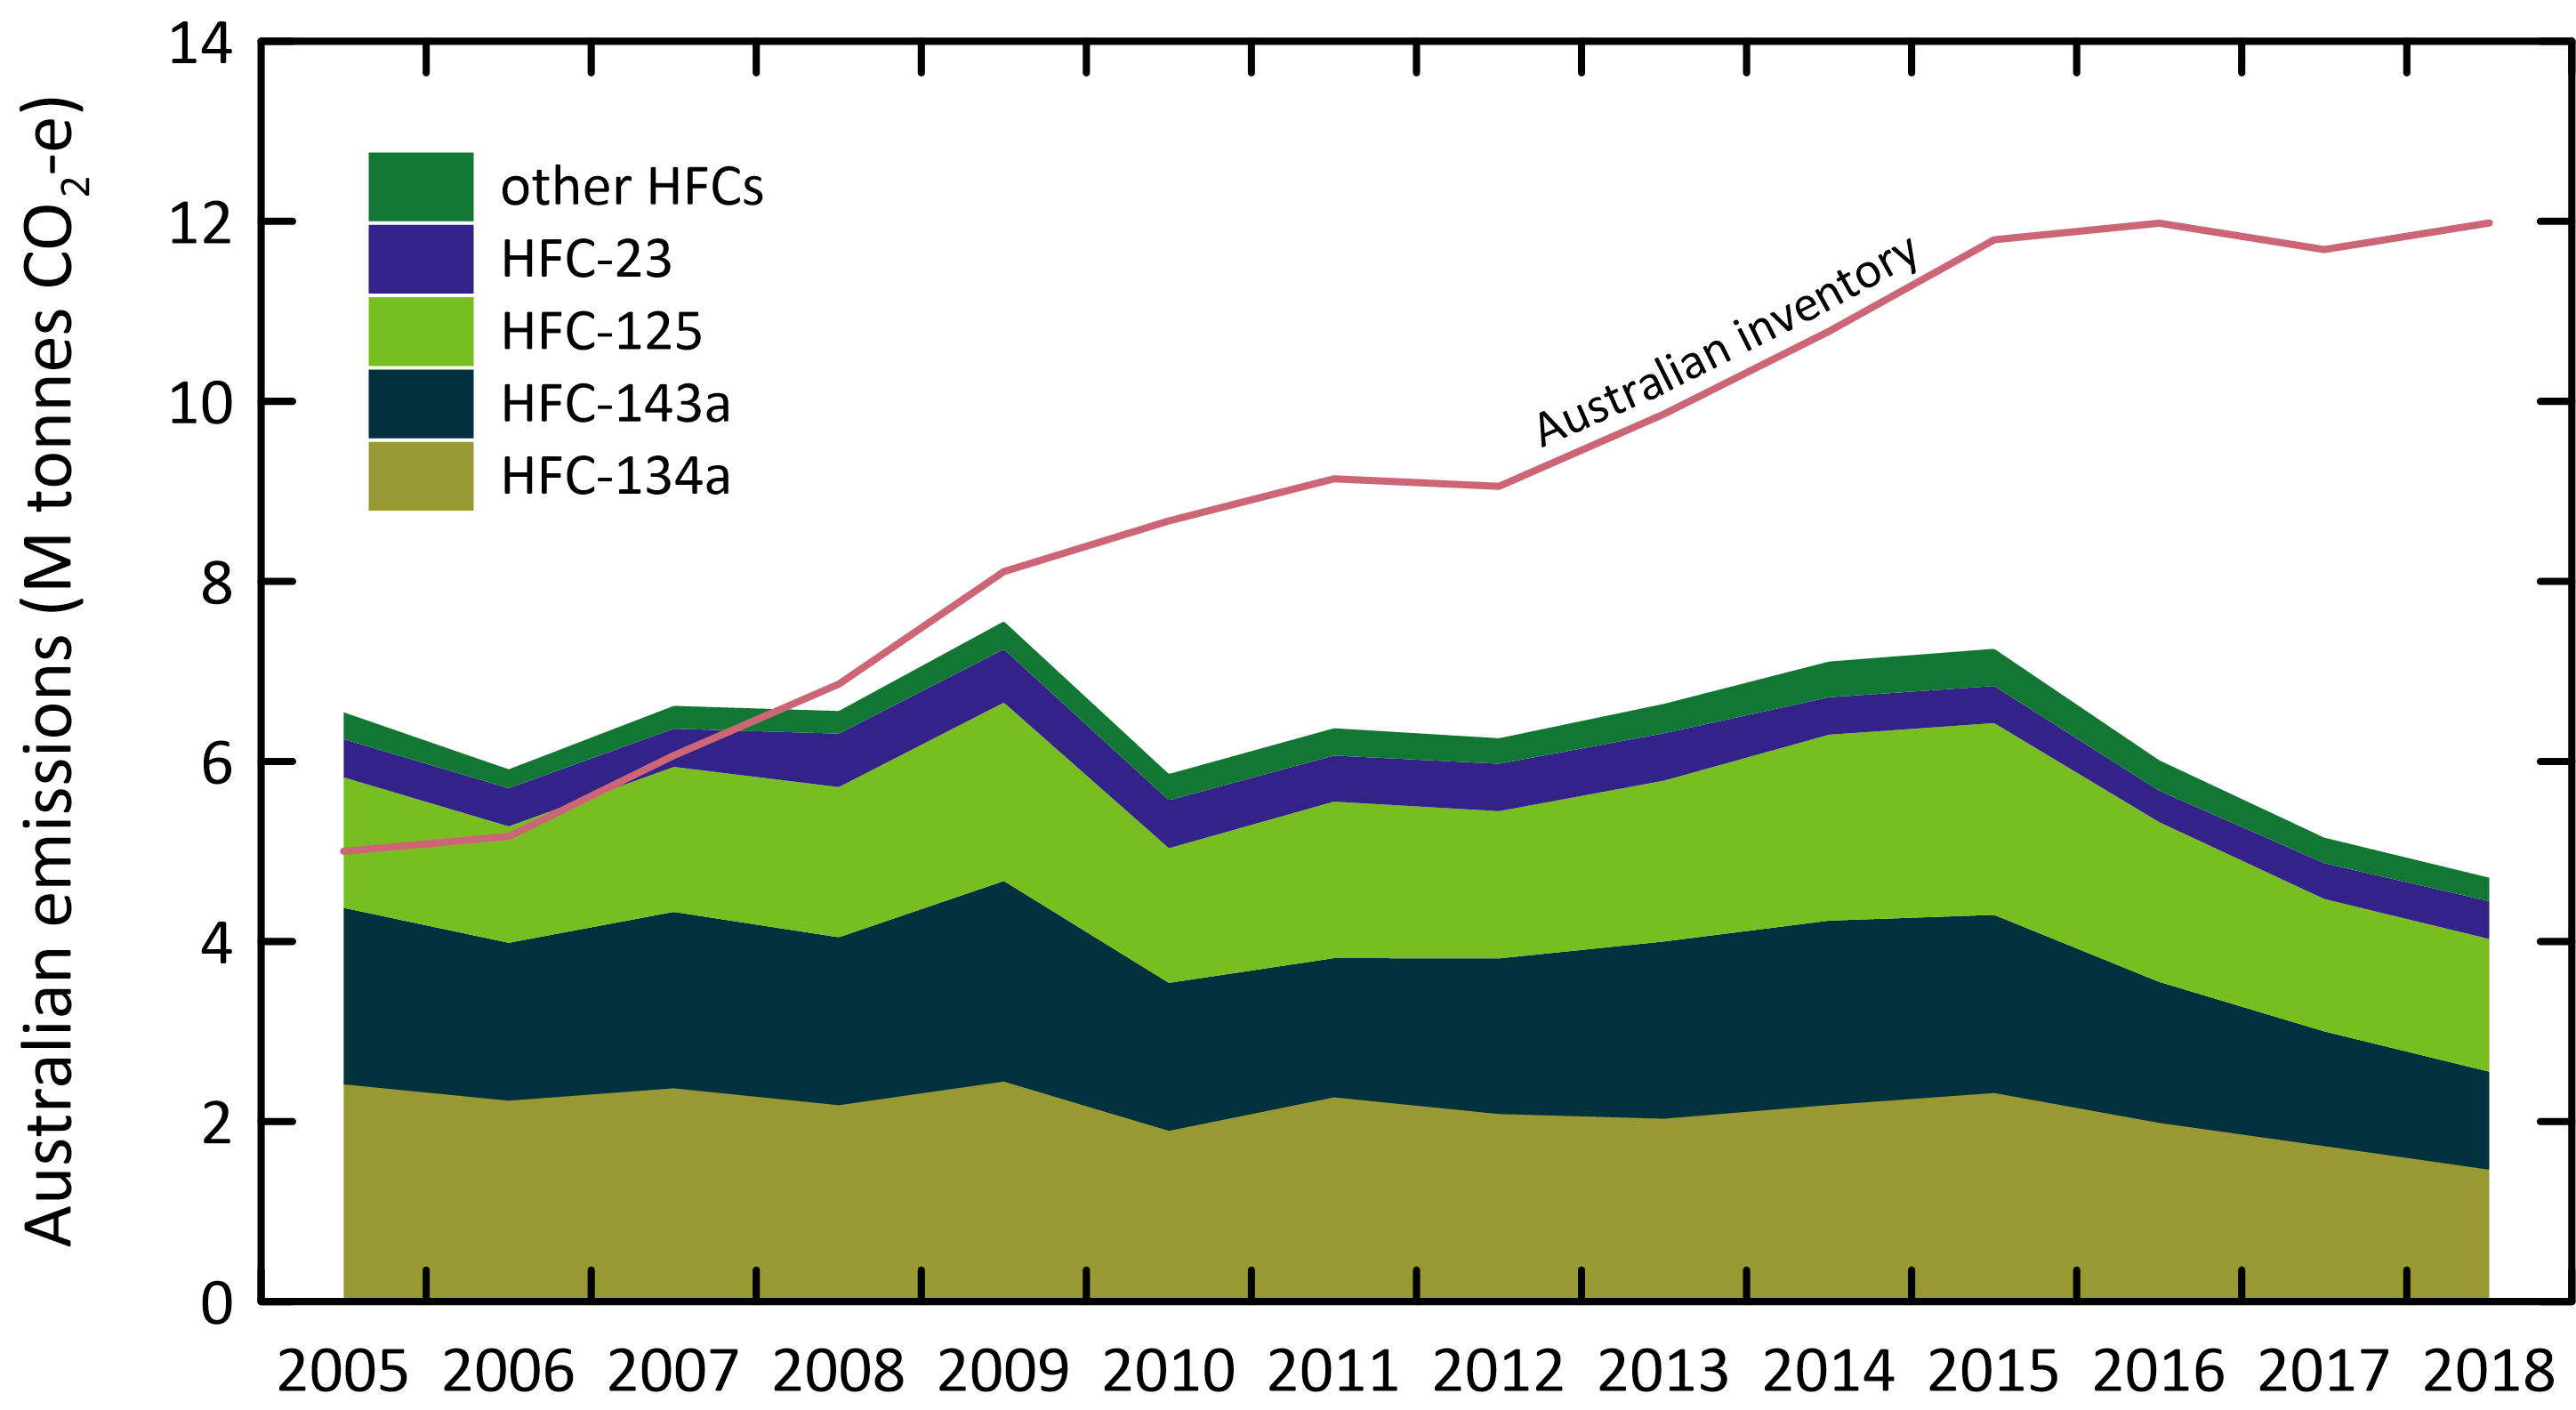 Australian emissions (M tonnes CO₂-e)
14
12
10
8
6
4
2
0
other HFCs
HFC-23
HFC-125
HFC-143a
HFC-134a
Australian inventory
2005 2006 2007 2008 2009 2010 2011 2012 2013 2014 2015 2016 2017 2018